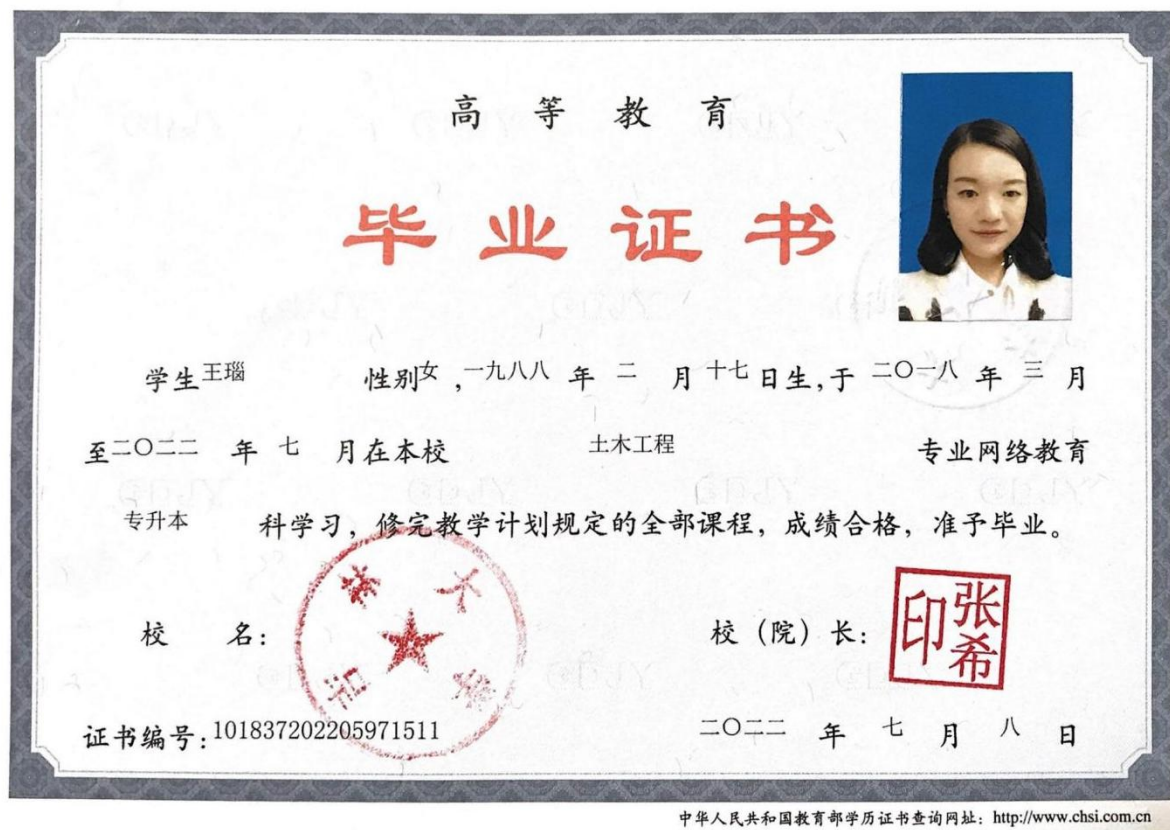 高等教育
毕业证书
学生王瑙 性别女,一九八八年二月十七日生,于二〇一八年三月
至二〇二二年七月在本校 土木工程 专业网络教育
专升本 科学习，修完教学计划规定的全部课程，成绩合格，准予毕业。
校 名：
吉林大学
校（院）长：
张希印
证书编号：101837202205971511
二〇二二年七月八日
中华人民共和国教育部学历证书查询网址：http://www.chsi.com.cn